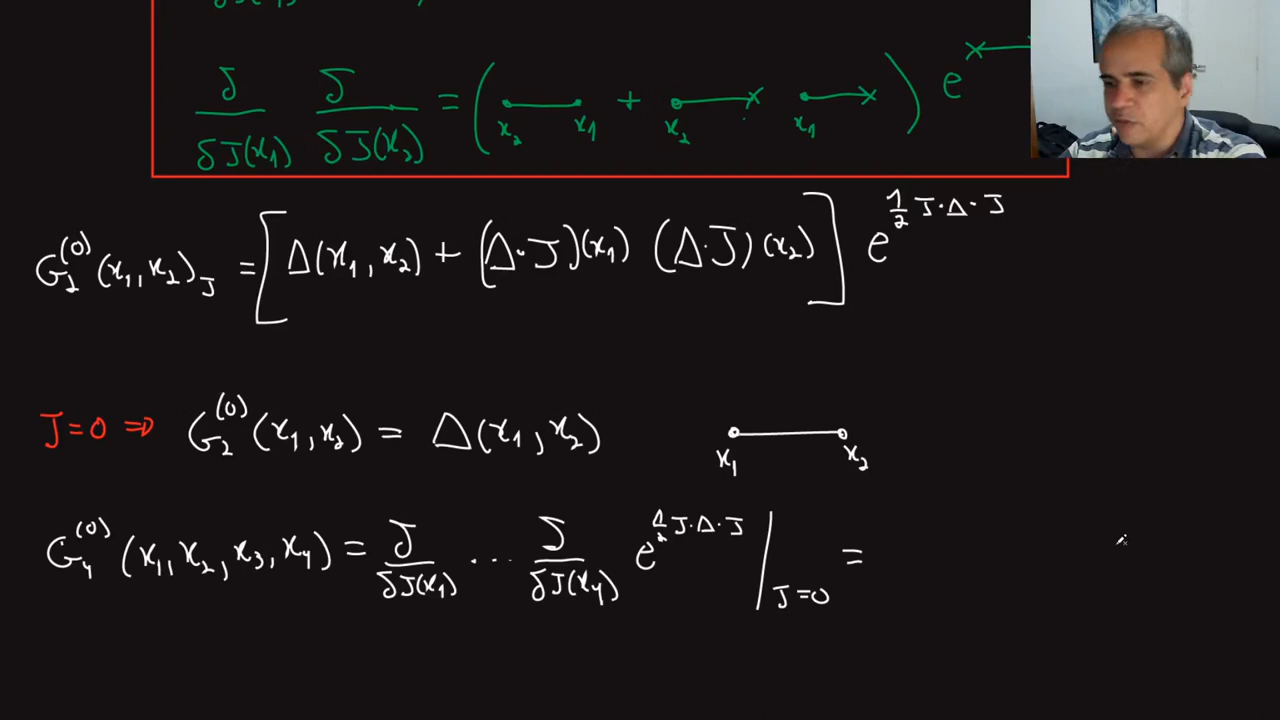 δ/δJ(x₁) δ/δJ(x₂) = ( x₂ x₁ + x₂ x₁ ) e
G₂⁽⁰⁾(x₁,x₂)_J = [Δ(x₁,x₂) + (Δ·J)(x₁) (Δ·J)(x₂)] e^{½ J·Δ·J}
J=0 ⇒ G₂⁽⁰⁾(x₁,x₂) = Δ(x₁,x₂) x₁ x₂
G₄⁽⁰⁾(x₁,x₂,x₃,x₄) = δ/δJ(x₁) ... δ/δJ(x₄) e^{½ J·Δ·J} |_{J=0} =